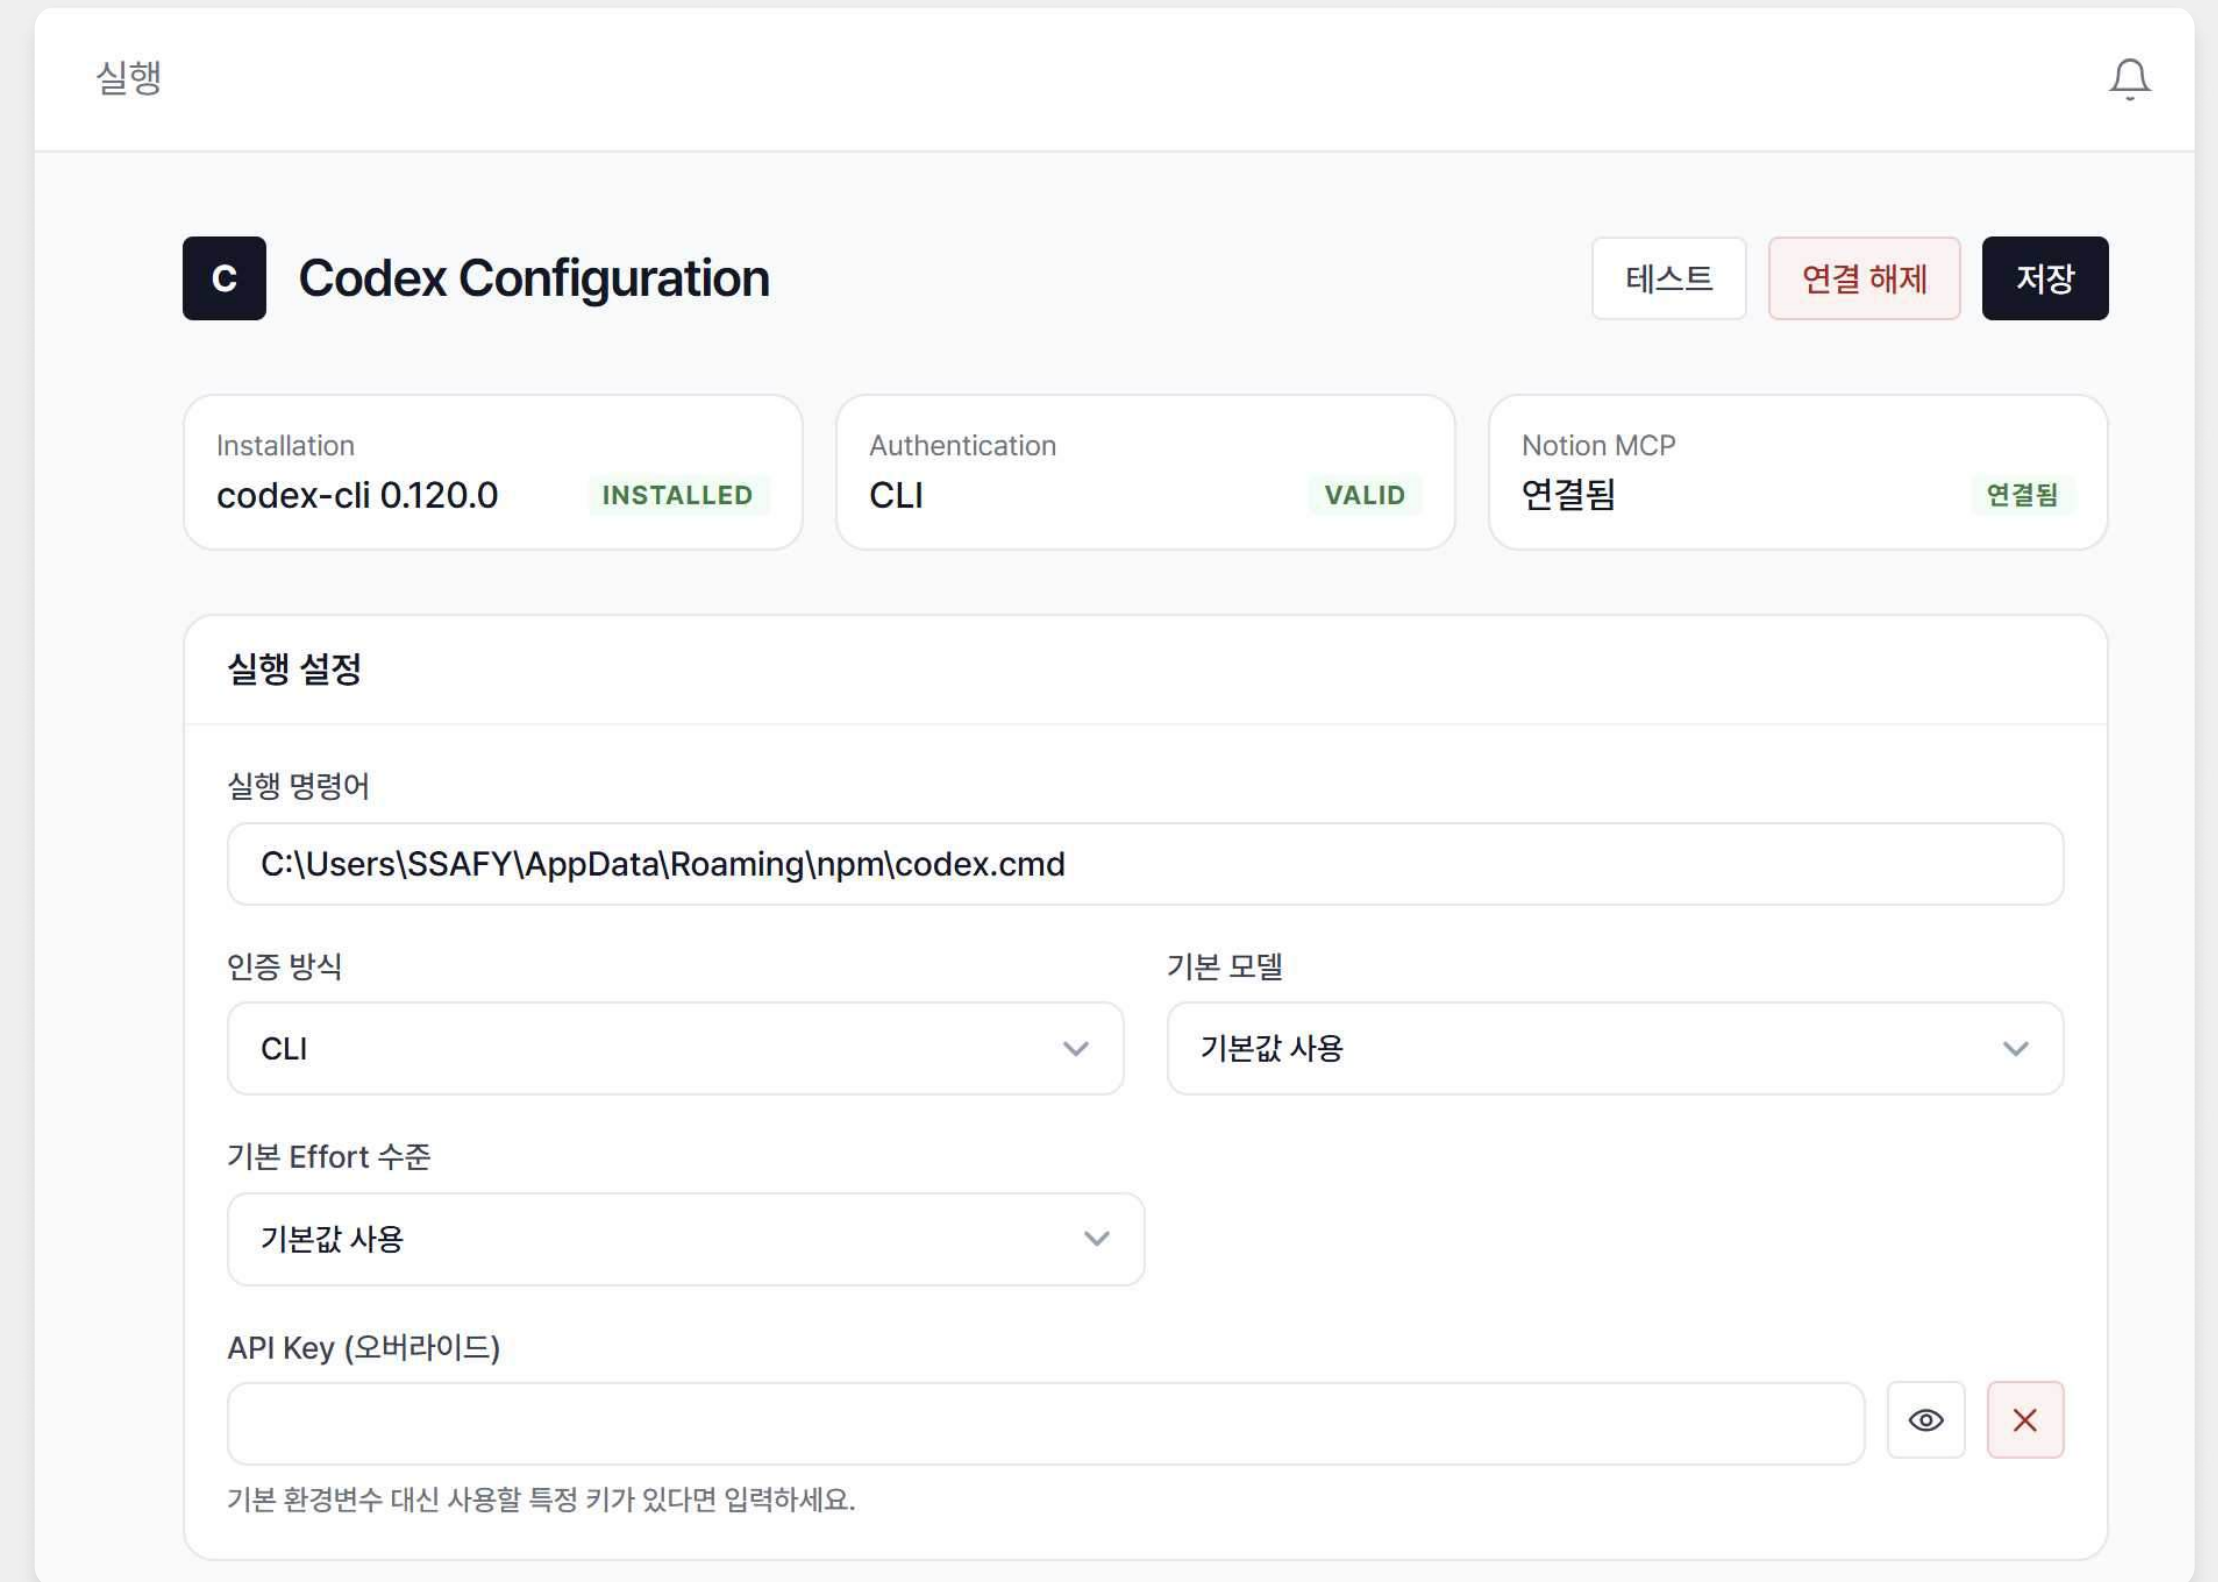 실행
C
Codex Configuration
테스트
연결 해제
저장
Installation
codex-cli 0.120.0
INSTALLED
Authentication
CLI
VALID
Notion MCP
연결됨
연결됨
실행 설정
실행 명령어
C:\Users\SSAFY\AppData\Roaming\npm\codex.cmd
인증 방식
CLI
기본 모델
기본값 사용
기본 Effort 수준
기본값 사용
API Key (오버라이드)
기본 환경변수 대신 사용할 특정 키가 있다면 입력하세요.